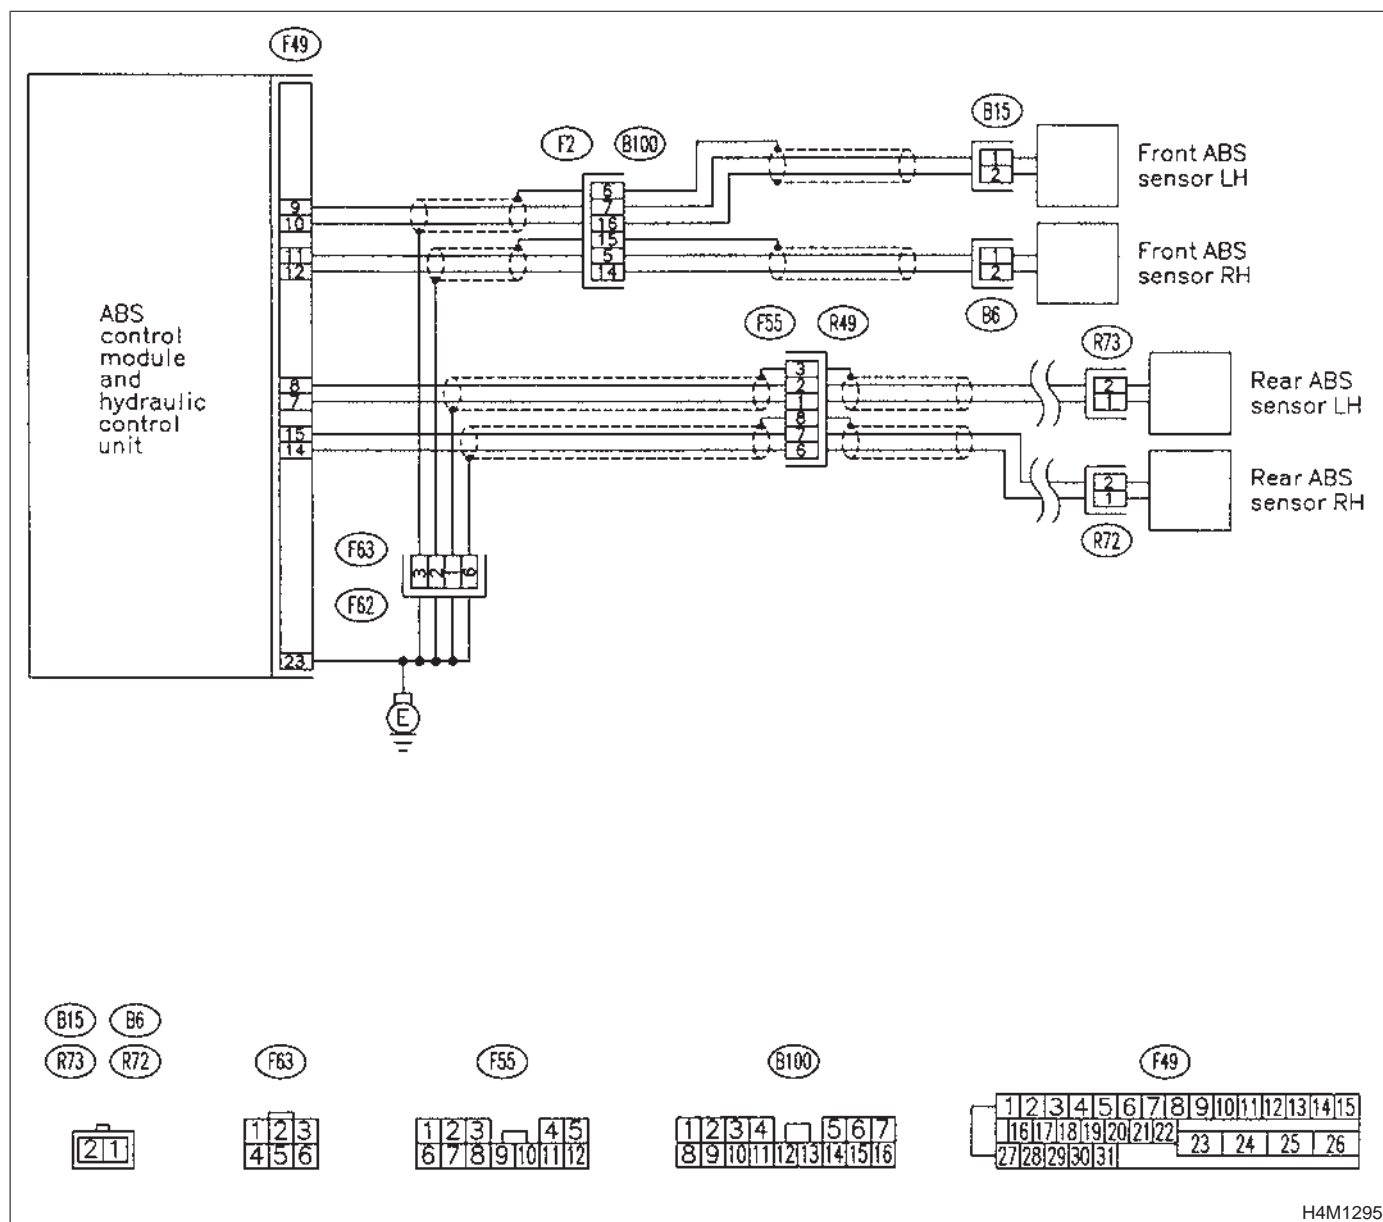 F49
F2 B100 B15
Front ABS
sensor LH
1
2
6
7
16
15
5
14
9
10
11
12
Front ABS
sensor RH
1
2
B6
F55 R49
R73
ABS
control
module
and
hydraulic
control
unit
8
7
15
14
3
2
1
8
7
6
2
1
Rear ABS
sensor LH
2
1
Rear ABS
sensor RH
R72
F63
3 2 1 6
F62
23
E
B15 B6
R73 R72
F63
F55
B100
F49
2 1
1 2 3
4 5 6
1 2 3 4 5
6 7 8 9 10 11 12
1 2 3 4 5 6 7
8 9 10 11 12 13 14 15 16
1 2 3 4 5 6 7 8 9 10 11 12 13 14 15
16 17 18 19 20 21 22
23 24 25 26
27 28 29 30 31
H4M1295